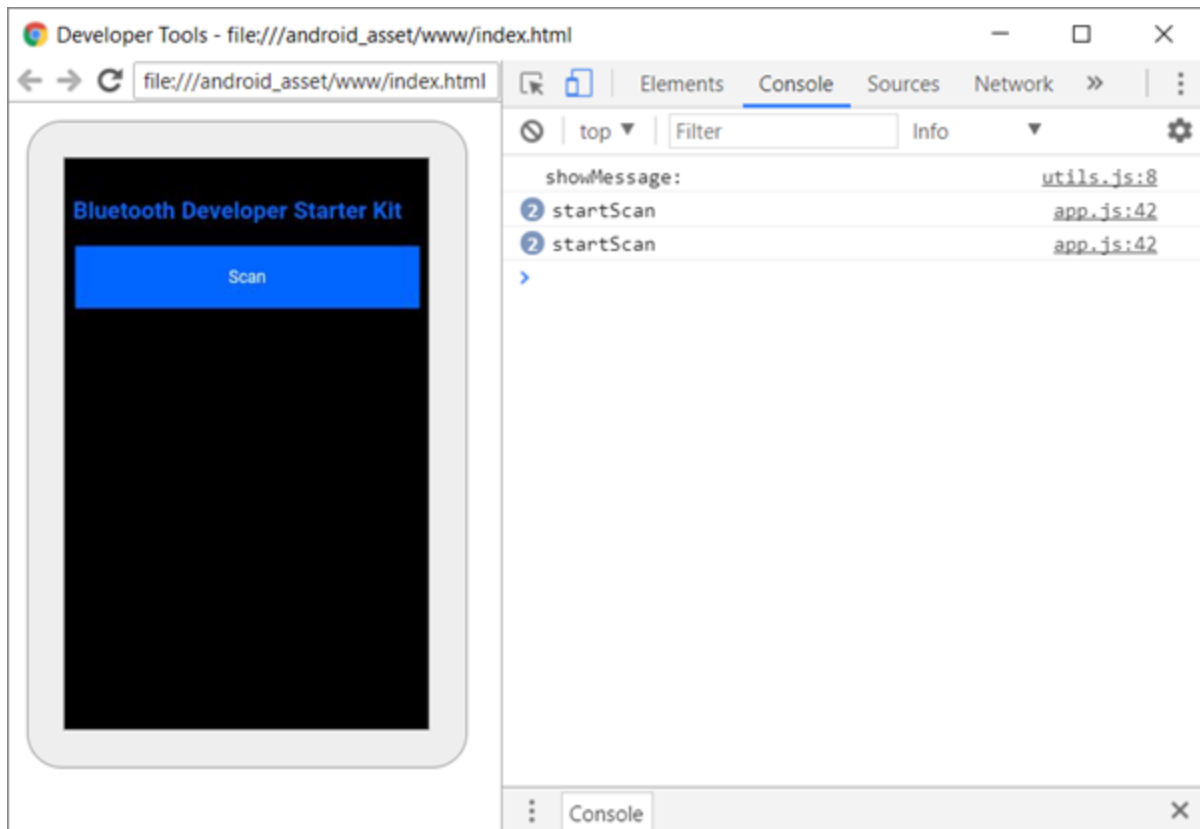 Developer Tools - file:///android_asset/www/index.html
file:///android_asset/www/index.html
Elements Console Sources Network »
top ▼ Filter Info ▼
Bluetooth Developer Starter Kit
Scan
showMessage: utils.js:8
2 startScan app.js:42
2 startScan app.js:42
>
Console